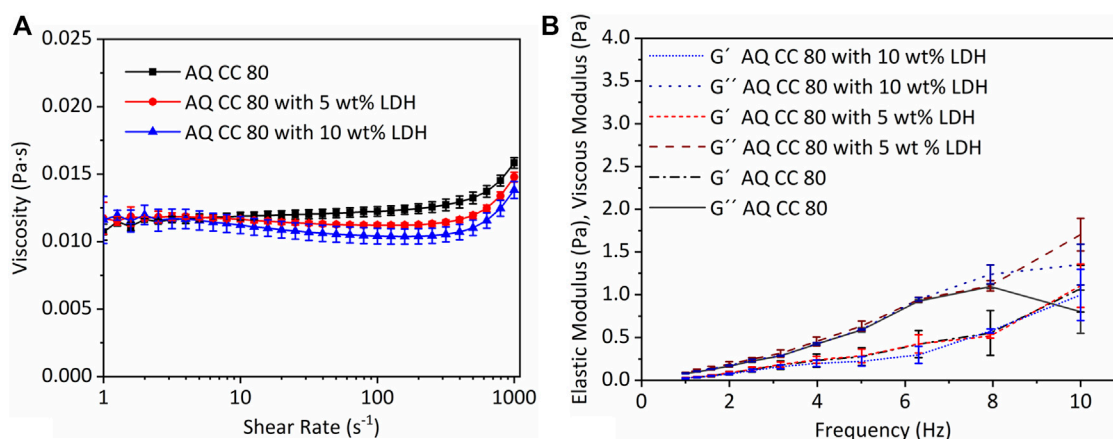 A
0.025
0.020
0.015
0.010
0.005
0.000
Viscosity (Pa·s)
AQ CC 80
AQ CC 80 with 5 wt% LDH
AQ CC 80 with 10 wt% LDH
1
10
100
1000
Shear Rate (s⁻¹)
B
4.0
3.5
3.0
2.5
2.0
1.5
1.0
0.5
0.0
Elastic Modulus (Pa), Viscous Modulus (Pa)
G´ AQ CC 80 with 10 wt% LDH
G´´ AQ CC 80 with 10 wt% LDH
G´ AQ CC 80 with 5 wt% LDH
G´´ AQ CC 80 with 5 wt % LDH
G´ AQ CC 80
G´´ AQ CC 80
0
2
4
6
8
10
Frequency (Hz)